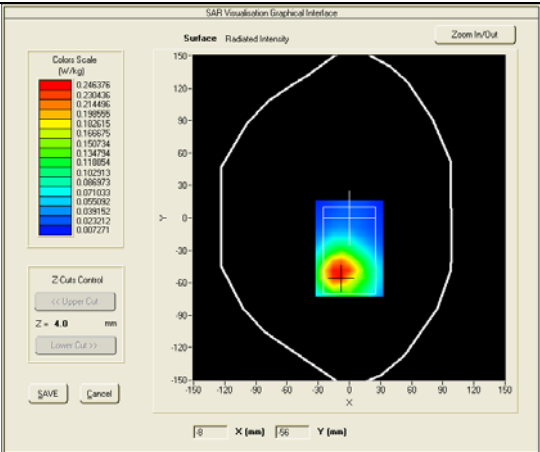 SAR Visualisation Graphical Interface
Surface Radiated Intensity
Zoom In/Out
Colors Scale
(W/kg)
0.246376
0.230436
0.214496
0.198555
0.182615
0.166675
0.150734
0.134794
0.118854
0.102913
0.086973
0.071033
0.055092
0.039152
0.023212
0.007271
Z-Cuts Control
<< Upper Cut
Z = 4.0 mm
Lower Cut >>
SAVE
Cancel
150-
120-
90-
60-
30-
0-
-30-
-60-
-90-
-120-
-150-
Y
-150 -120 -90 -60 -30 0 30 60 90 120 150
X
-8 X (mm) -56 Y (mm)